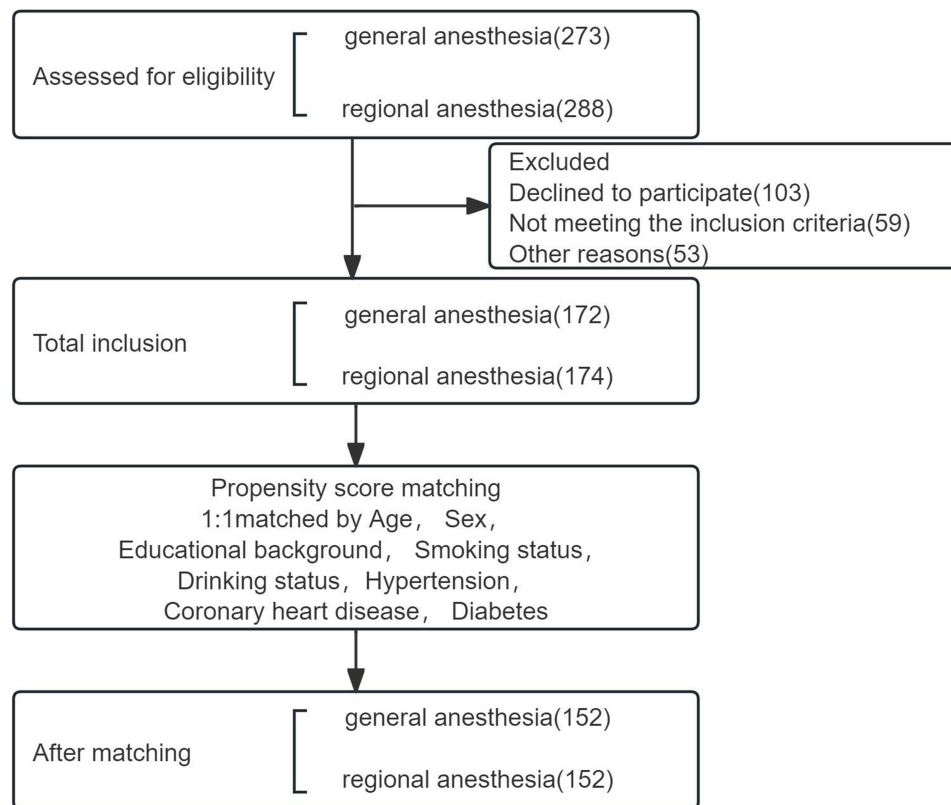 general anesthesia(273)
Assessed for eligibility
regional anesthesia(288)
Excluded
Declined to participate(103)
Not meeting the inclusion criteria(59)
Other reasons(53)
general anesthesia(172)
Total inclusion
regional anesthesia(174)
Propensity score matching
1:1matched by Age， Sex，
Educational background， Smoking status，
Drinking status，Hypertension，
Coronary heart disease， Diabetes
general anesthesia(152)
After matching
regional anesthesia(152)